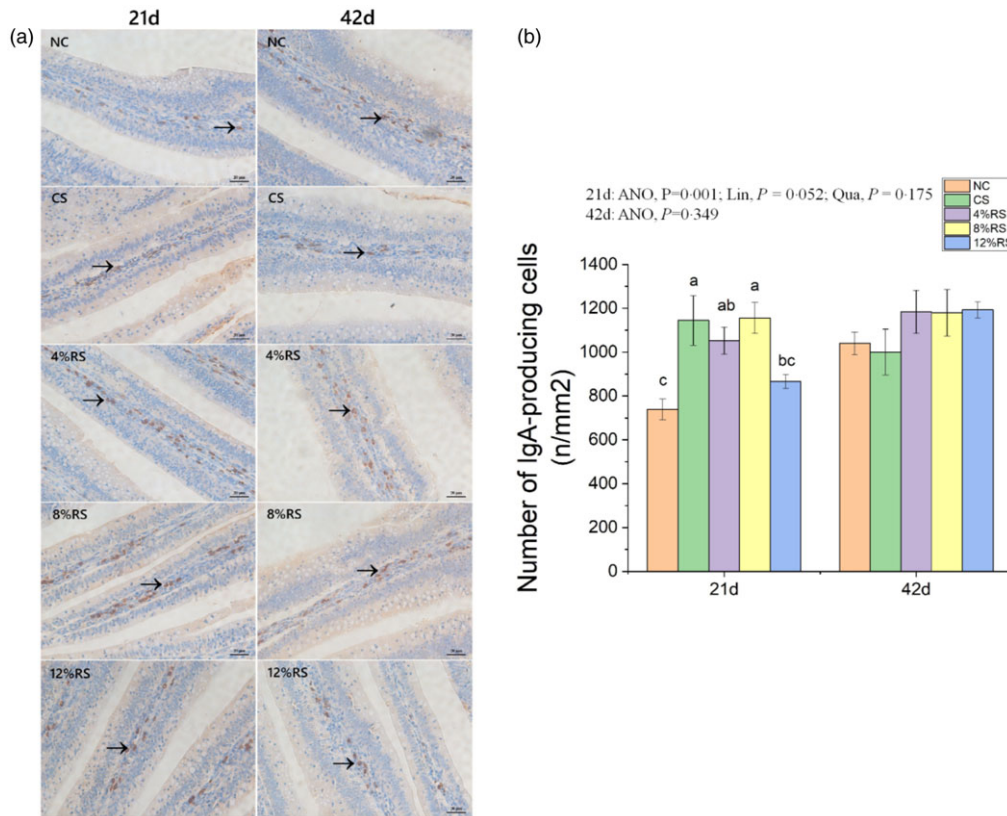 21d 42d
(a)
NC
NC
CS
CS
4%RS
4%RS
8%RS
8%RS
12%RS
12%RS
(b)
21d: ANO, P=0·001; Lin, P = 0·052; Qua, P = 0·175
42d: ANO, P=0·349
NC
CS
4%RS
8%RS
12%RS
Number of IgA-producing cells
(n/mm2)
1400
1200
1000
800
600
400
200
0
c
a
ab
a
bc
21d
42d